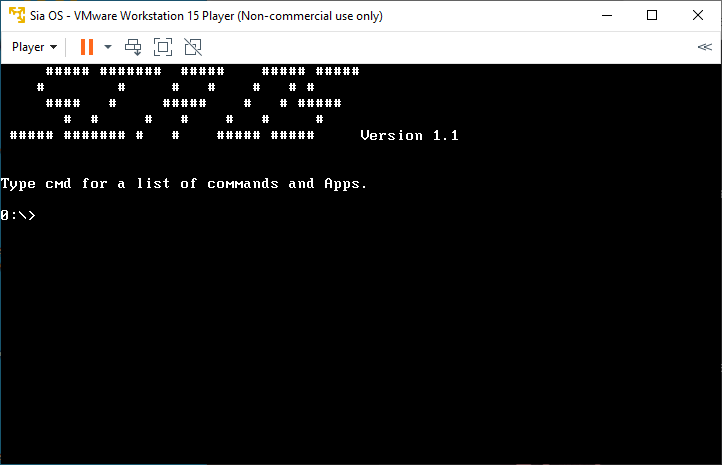 Sia OS - VMware Workstation 15 Player (Non-commercial use only)
Player
##### #######  #####    ##### #####
#        #     #   #    #   # #
####   #     #####    #   # #####
#  #     #   #    #   #     #
##### ####### #   #    ##### #####     Version 1.1
Type cmd for a list of commands and Apps.
0:\>